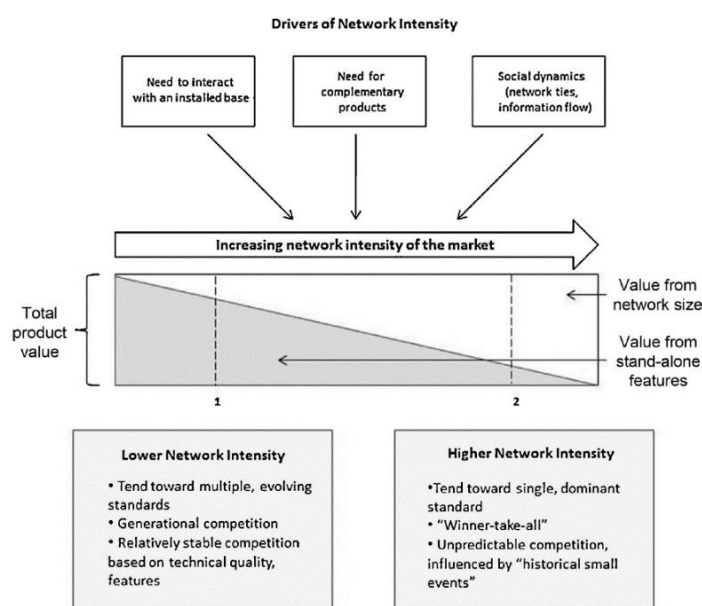 Drivers of Network Intensity
Need to interact
with an installed base
Need for
complementary
products
Social dynamics
(network ties,
information flow)
Increasing network intensity of the market
Total
product
value
Value from
network size
Value from
stand-alone
features
1
2
Lower Network Intensity
• Tend toward multiple, evolving
standards
• Generational competition
• Relatively stable competition
based on technical quality,
features
Higher Network Intensity
•Tend toward single, dominant
standard
• “Winner-take-all”
• Unpredictable competition,
influenced by “historical small
events”